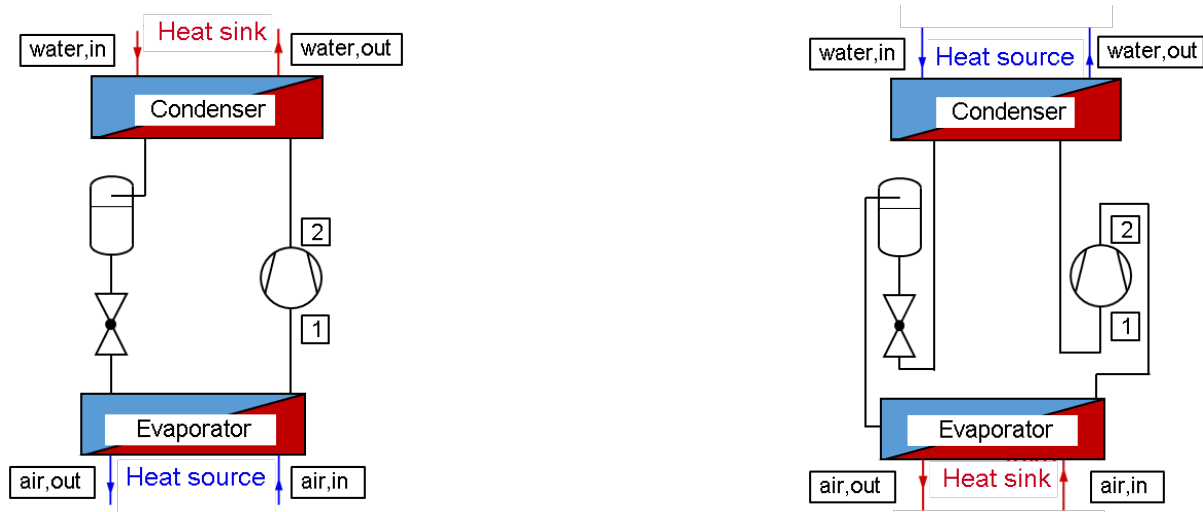 Heat sink
water,in
water,out
Condenser
2
1
Evaporator
air,out
Heat source
air,in
water,in
Heat source
water,out
Condenser
2
1
Evaporator
air,out
Heat sink
air,in